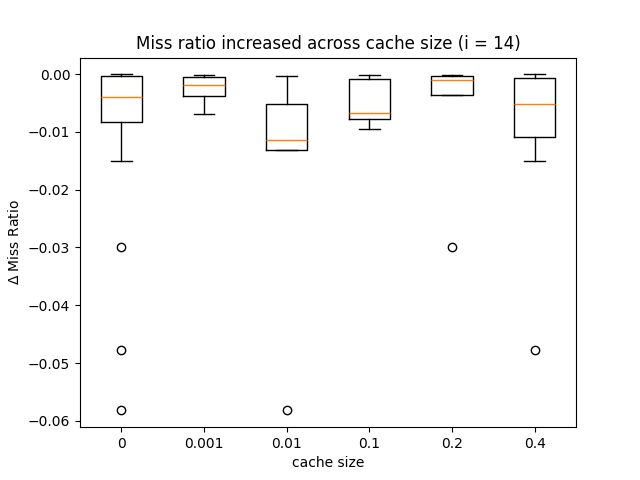 Miss ratio increased across cache size (i = 14)
Δ Miss Ratio
0.00
−0.01
−0.02
−0.03
−0.04
−0.05
−0.06
0 0.001 0.01 0.1 0.2 0.4
cache size